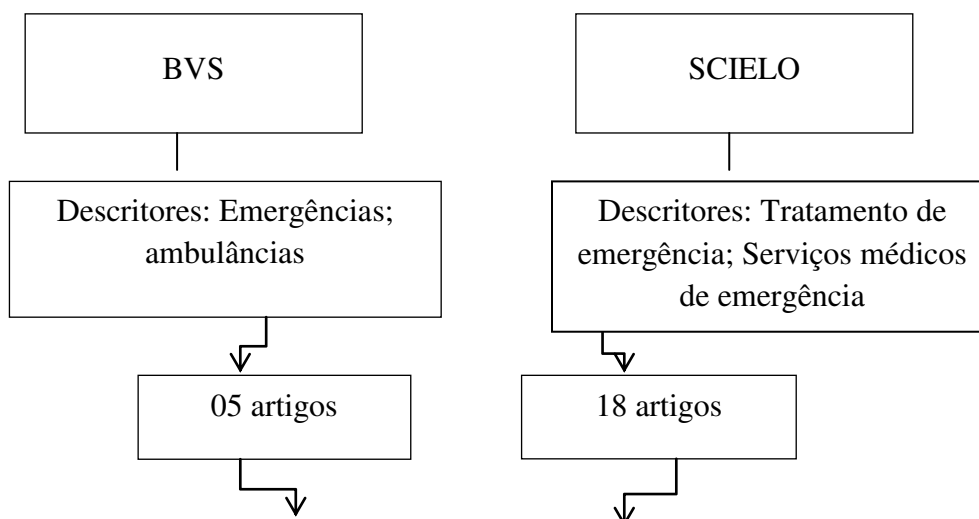 BVS
SCIELO
Descritores: Emergências;
ambulâncias
Descritores: Tratamento de
emergência; Serviços médicos
de emergência
05 artigos
18 artigos